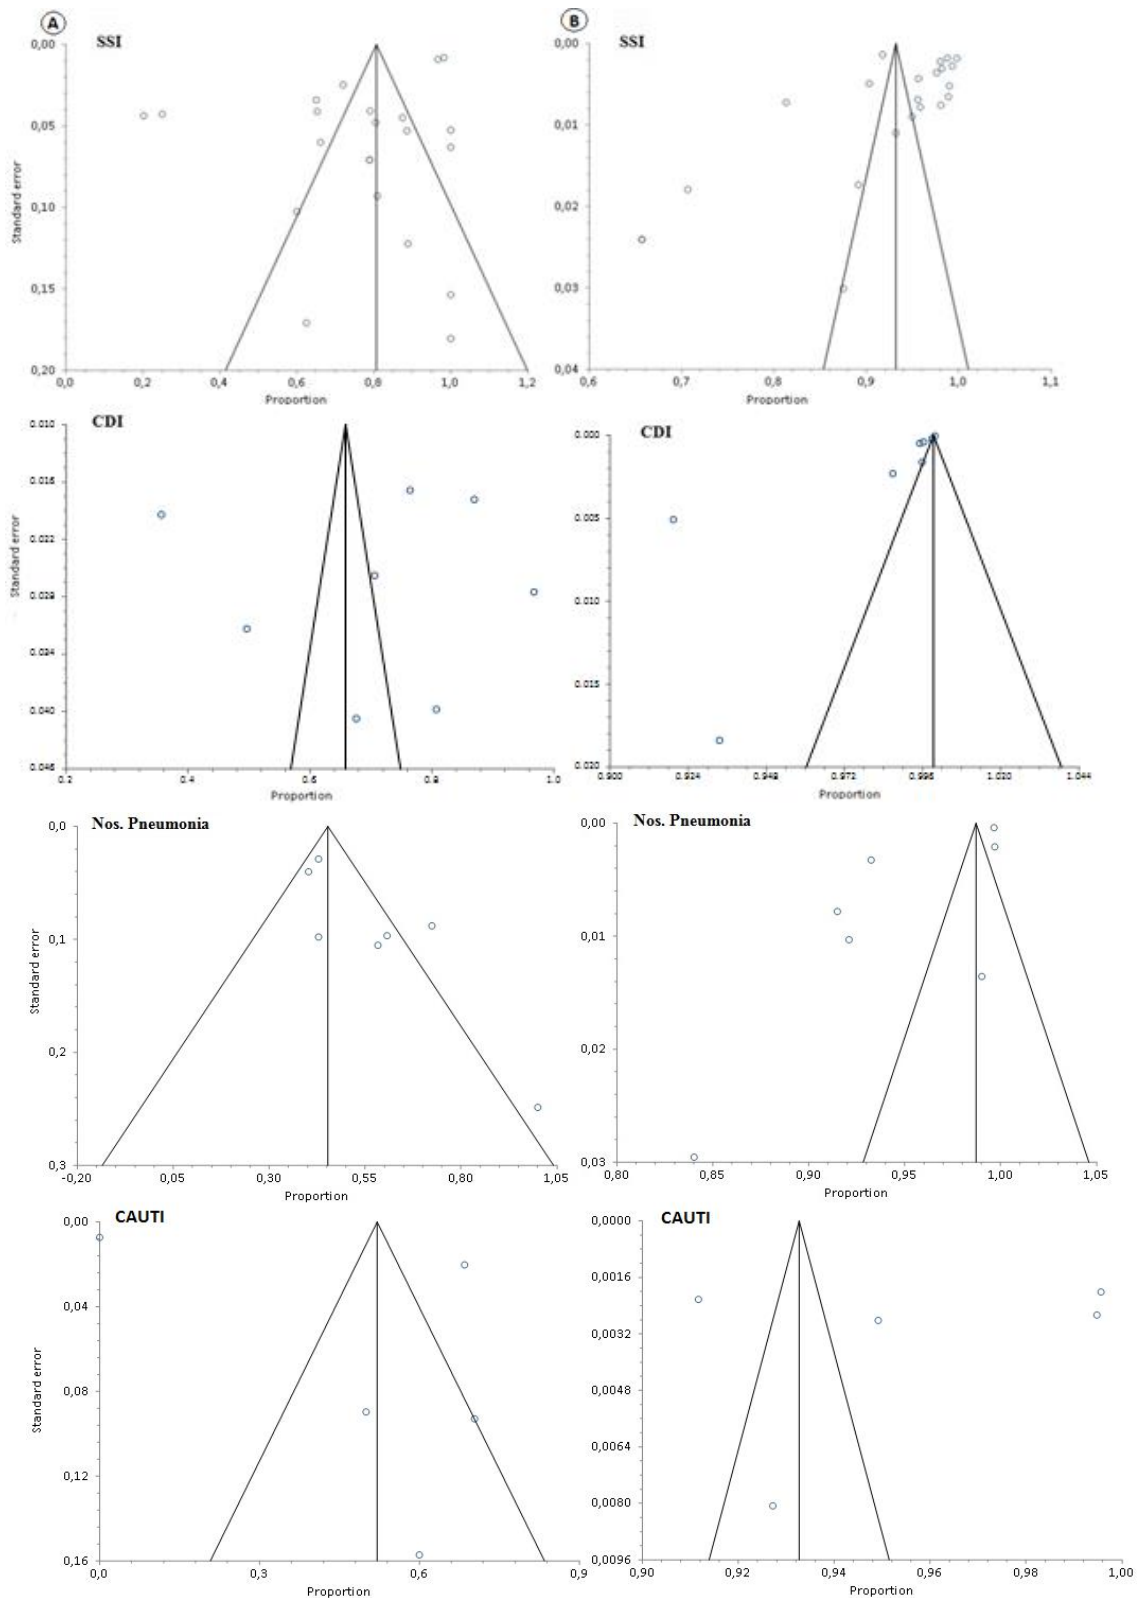 A
SSI
0,00
0,05
0,10
0,15
0,20
Standard error
0,0 0,2 0,4 0,6 0,8 1,0 1,2
Proportion
B
SSI
0,00
0,01
0,02
0,03
0,04
0,6 0,7 0,8 0,9 1,0 1,1
Proportion
CDI
0.010
0.016
0.022
0.028
0.034
0.040
0.046
Standard error
0.2 0.4 0.6 0.8 1.0
Proportion
CDI
0.000
0.005
0.010
0.015
0.020
0.900 0.924 0.948 0.972 0.996 1.020 1.044
Proportion
Nos. Pneumonia
0,0
0,1
0,2
0,3
Standard error
-0,20 0,05 0,30 0,55 0,80 1,05
Proportion
Nos. Pneumonia
0,00
0,01
0,02
0,03
0,80 0,85 0,90 0,95 1,00 1,05
Proportion
CAUTI
0,00
0,04
0,08
0,12
0,16
Standard error
0,0 0,3 0,6 0,9
Proportion
CAUTI
0,0000
0,0016
0,0032
0,0048
0,0064
0,0080
0,0096
0,90 0,92 0,94 0,96 0,98 1,00
Proportion